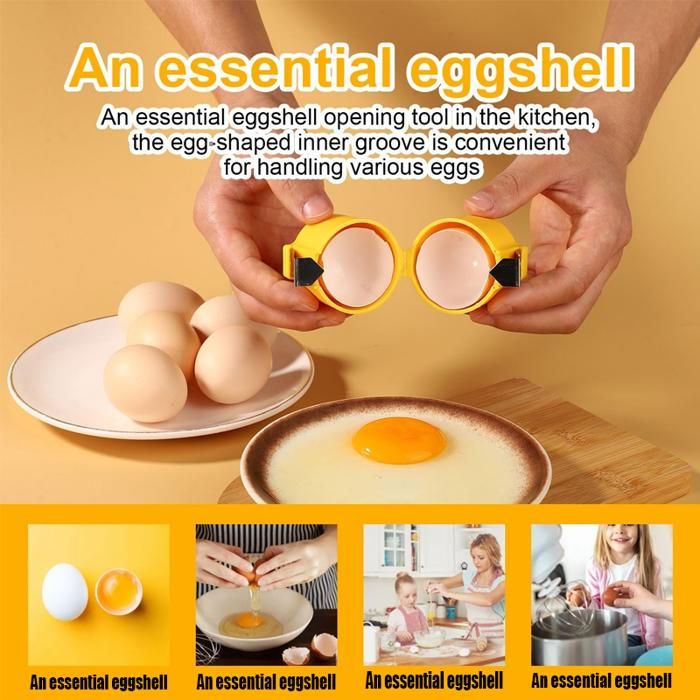 An essential eggshell
An essential eggshell opening tool in the kitchen,
the egg-shaped inner groove is convenient
for handling various eggs
An essential eggshell
An essential eggshell
An essential eggshell
An essential eggshell